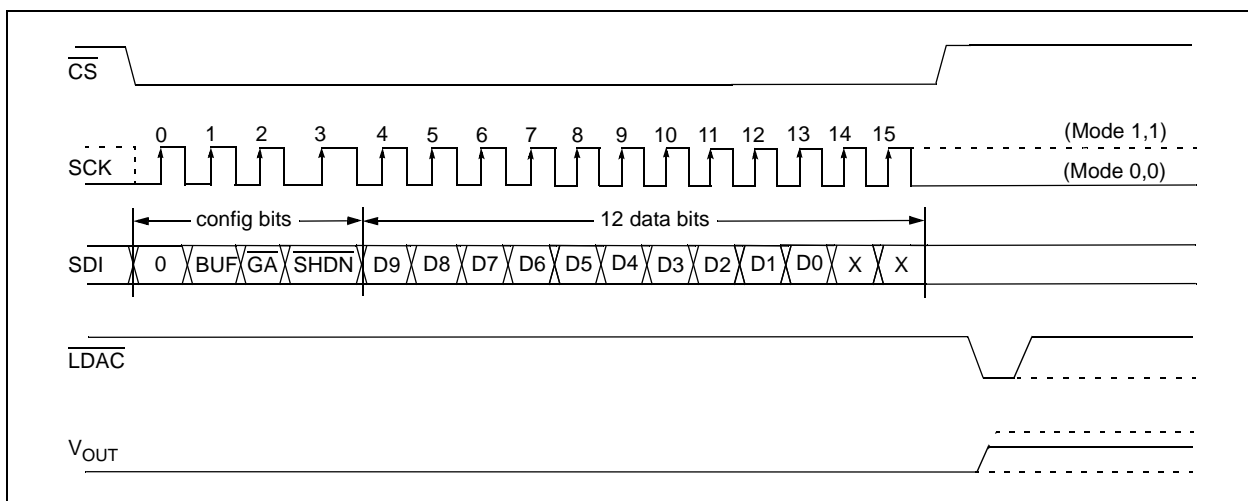 CS
0 1 2 3 4 5 6 7 8 9 10 11 12 13 14 15
(Mode 1,1)
SCK
(Mode 0,0)
config bits
12 data bits
SDI 0 BUF GA SHDN D9 D8 D7 D6 D5 D4 D3 D2 D1 D0 X X
LDAC
VOUT